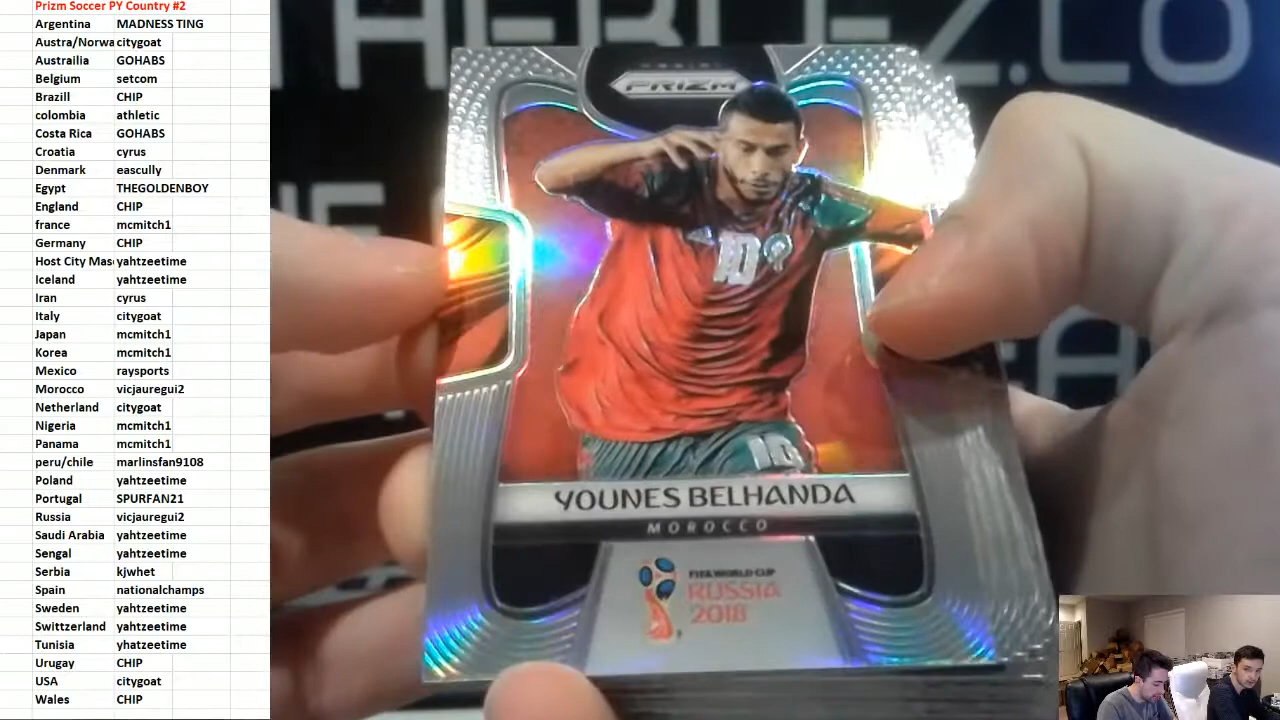 Prizm Soccer PY Country #2
Argentina MADNESS TING
Austra/Norwa citygoat
Austrailia GOHABS
Belgium setcom
Brazill CHIP
colombia athletic
Costa Rica GOHABS
Croatia cyrus
Denmark eascully
Egypt THEGOLDENBOY
England CHIP
france mcmitch1
Germany CHIP
Host City Mas yahtzeetime
Iceland yahtzeetime
Iran cyrus
Italy citygoat
Japan mcmitch1
Korea mcmitch1
Mexico raysports
Morocco vicjauregui2
Netherland citygoat
Nigeria mcmitch1
Panama mcmitch1
peru/chile marlinsfan9108
Poland yahtzeetime
Portugal SPURFAN21
Russia vicjauregui2
Saudi Arabia yahtzeetime
Sengal yahtzeetime
Serbia kjwhet
Spain nationalchamps
Sweden yahtzeetime
Swittzerland yahtzeetime
Tunisia yhatzeetime
Urugay CHIP
USA citygoat
Wales CHIP
PANINI
PRIZM
10
10
YOUNES BELHANDA
MOROCCO
FIFA WORLD CUP
RUSSIA
2018